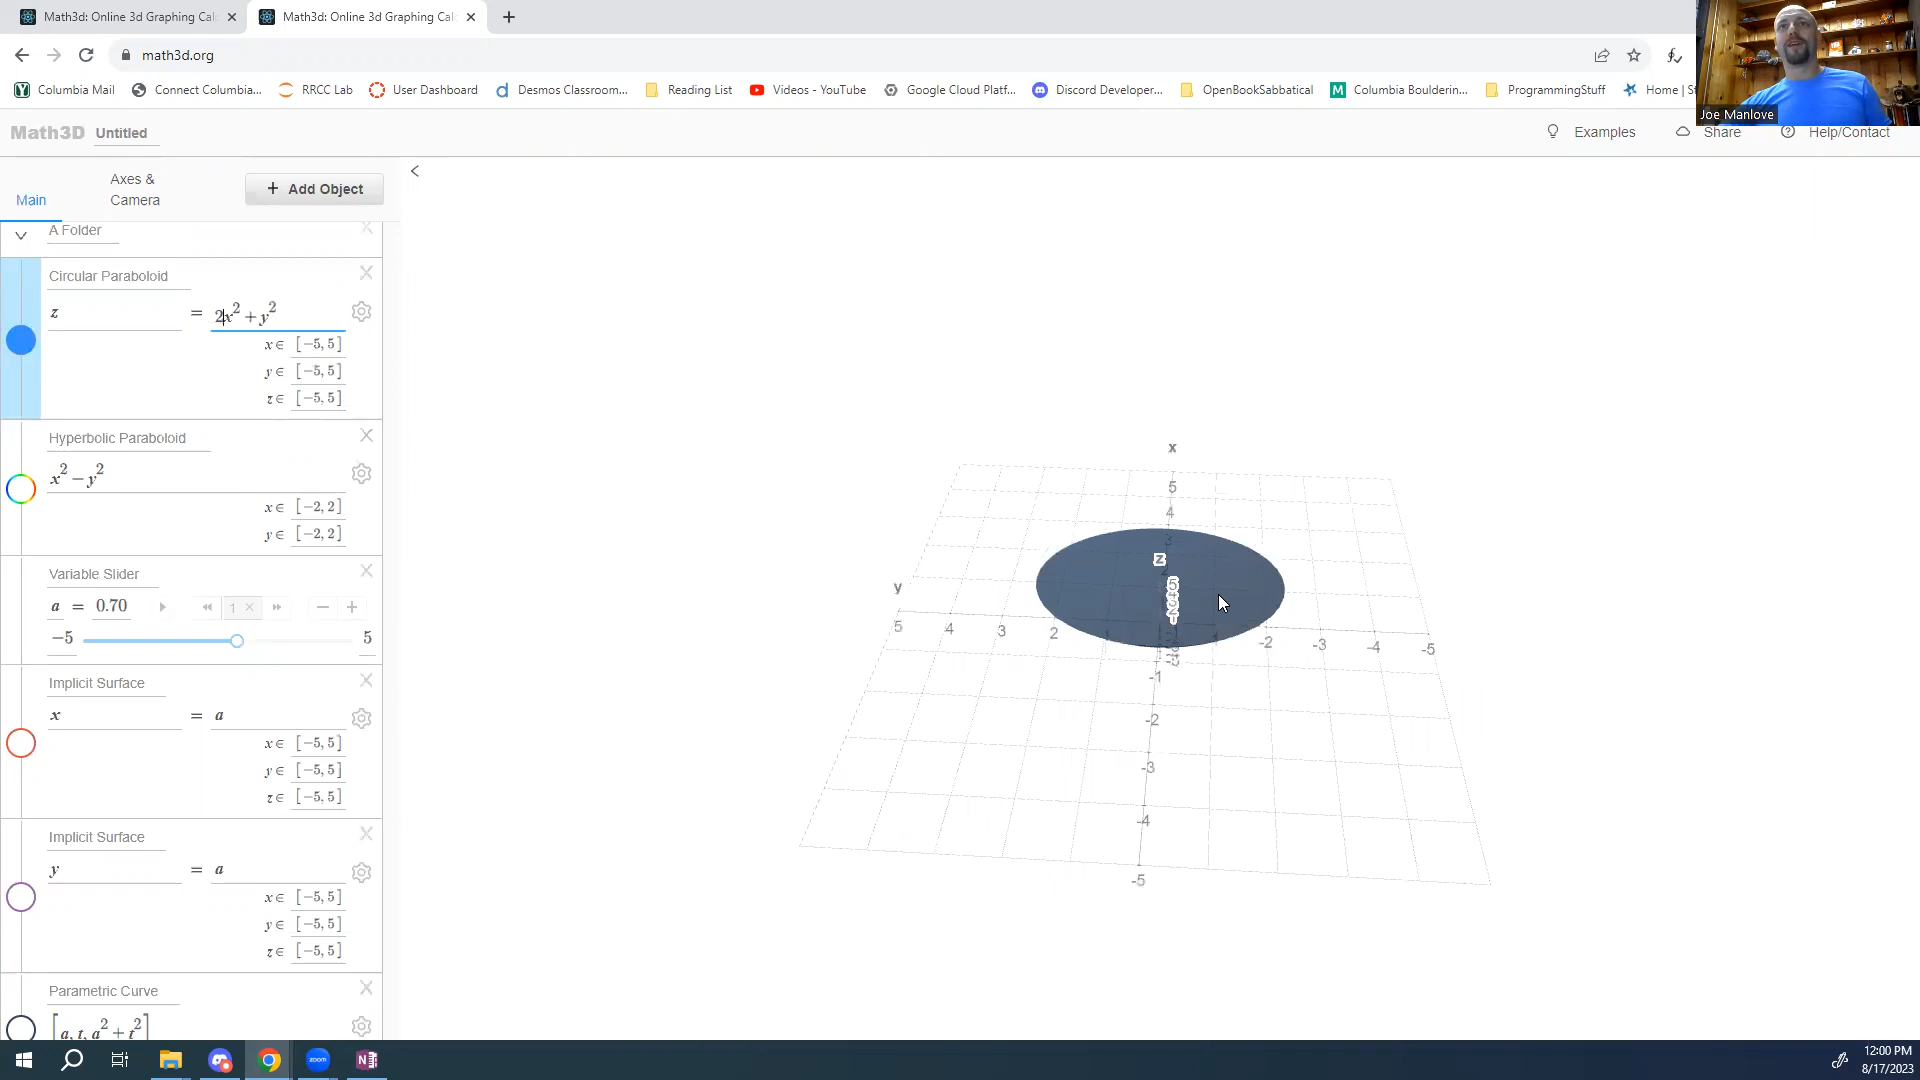 Math3d: Online 3d Graphing Calc
Math3d: Online 3d Graphing Calc
math3d.org
Columbia Mail
Connect Columbia...
RRCC Lab
User Dashboard
Desmos Classroom...
Reading List
Videos - YouTube
Google Cloud Platf...
Discord Developer...
OpenBookSabbatical
Columbia Boulderin...
ProgrammingStuff
Home | St
Joe Manlove
Math3D Untitled
Examples
Share
Help/Contact
Main
Axes & Camera
+ Add Object
A Folder
Circular Paraboloid
z = 2x² + y²
x ∈ [−5, 5]
y ∈ [−5, 5]
z ∈ [−5, 5]
Hyperbolic Paraboloid
x² − y²
x ∈ [−2, 2]
y ∈ [−2, 2]
Variable Slider
a = 0.70
1 ×
−5
5
Implicit Surface
x = a
x ∈ [−5, 5]
y ∈ [−5, 5]
z ∈ [−5, 5]
Implicit Surface
y = a
x ∈ [−5, 5]
y ∈ [−5, 5]
z ∈ [−5, 5]
Parametric Curve
[a, t, a² + t²]
x
5
4
z
y
5 4 3 2 -2 -3 -4 -5
-1
-2
-3
-4
-5
12:00 PM
8/17/2023